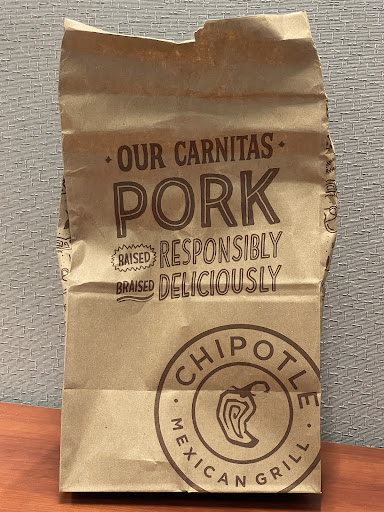 · OUR CARNITAS ·
PORK
RAISED RESPONSIBLY
BRAISED DELICIOUSLY
CHIPOTLE
· MEXICAN GRILL ·